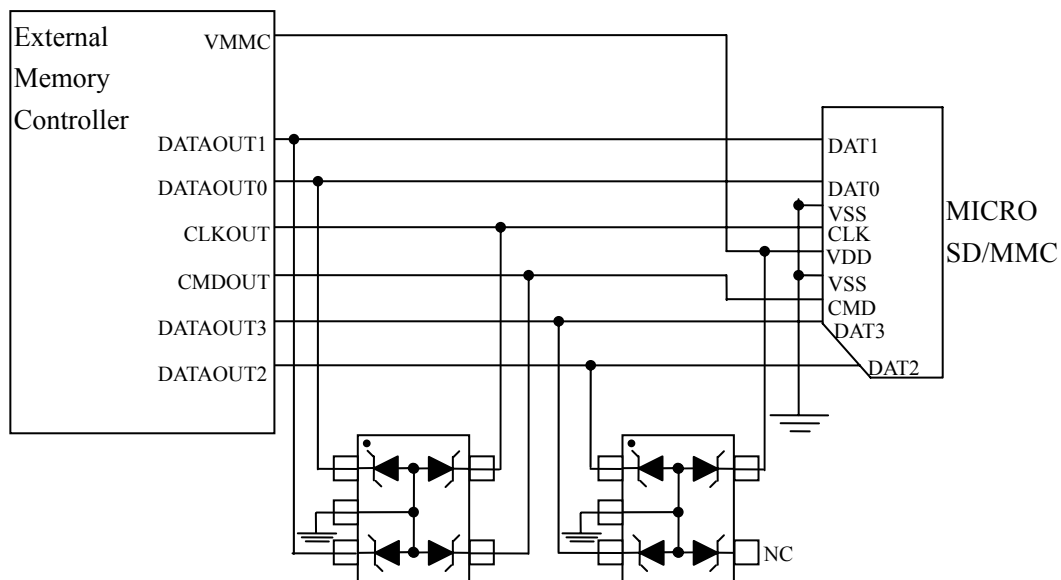 External
Memory
Controller
VMMC
DATAOUT1
DATAOUT0
CLKOUT
CMDOUT
DATAOUT3
DATAOUT2
DAT1
DAT0
VSS
CLK
VDD
VSS
CMD
DAT3
DAT2
MICRO
SD/MMC
NC